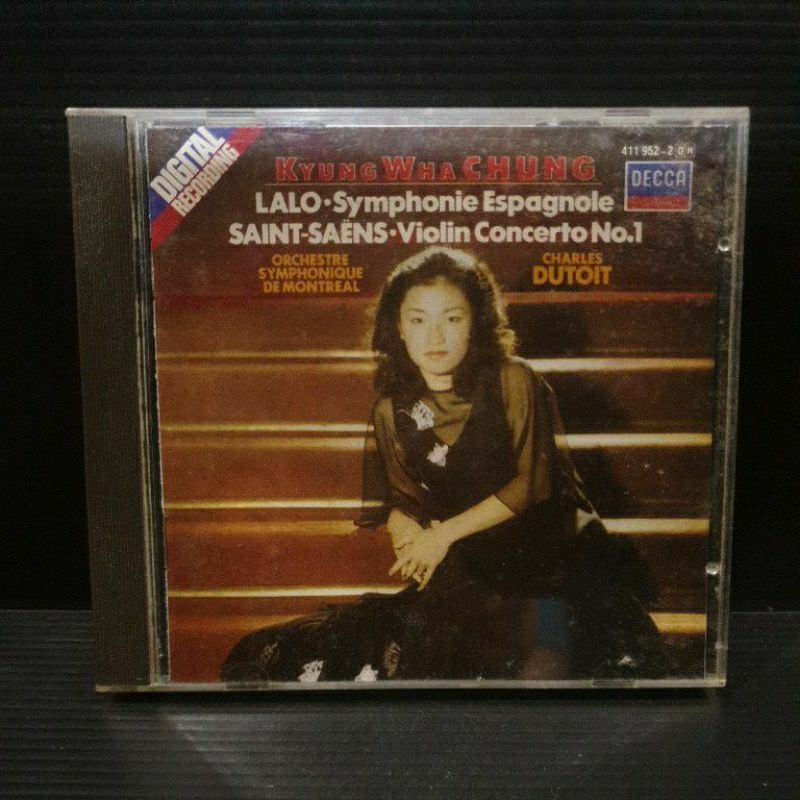 DIGITAL
RECORDING
411 952-2 DH
KYUNG WHA CHUNG
DECCA
LALO·Symphonie Espagnole
SAINT-SAËNS·Violin Concerto No.1
ORCHESTRE
SYMPHONIQUE
DE MONTREAL
CHARLES
DUTOIT